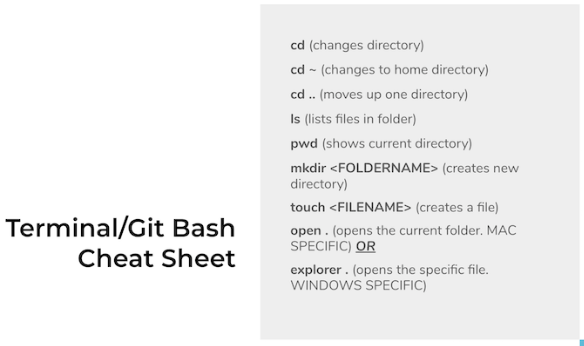 Terminal/Git Bash
Cheat Sheet
cd (changes directory)
cd ~ (changes to home directory)
cd .. (moves up one directory)
ls (lists files in folder)
pwd (shows current directory)
mkdir <FOLDERNAME> (creates new
directory)
touch <FILENAME> (creates a file)
open . (opens the current folder. MAC
SPECIFIC) OR
explorer . (opens the specific file.
WINDOWS SPECIFIC)